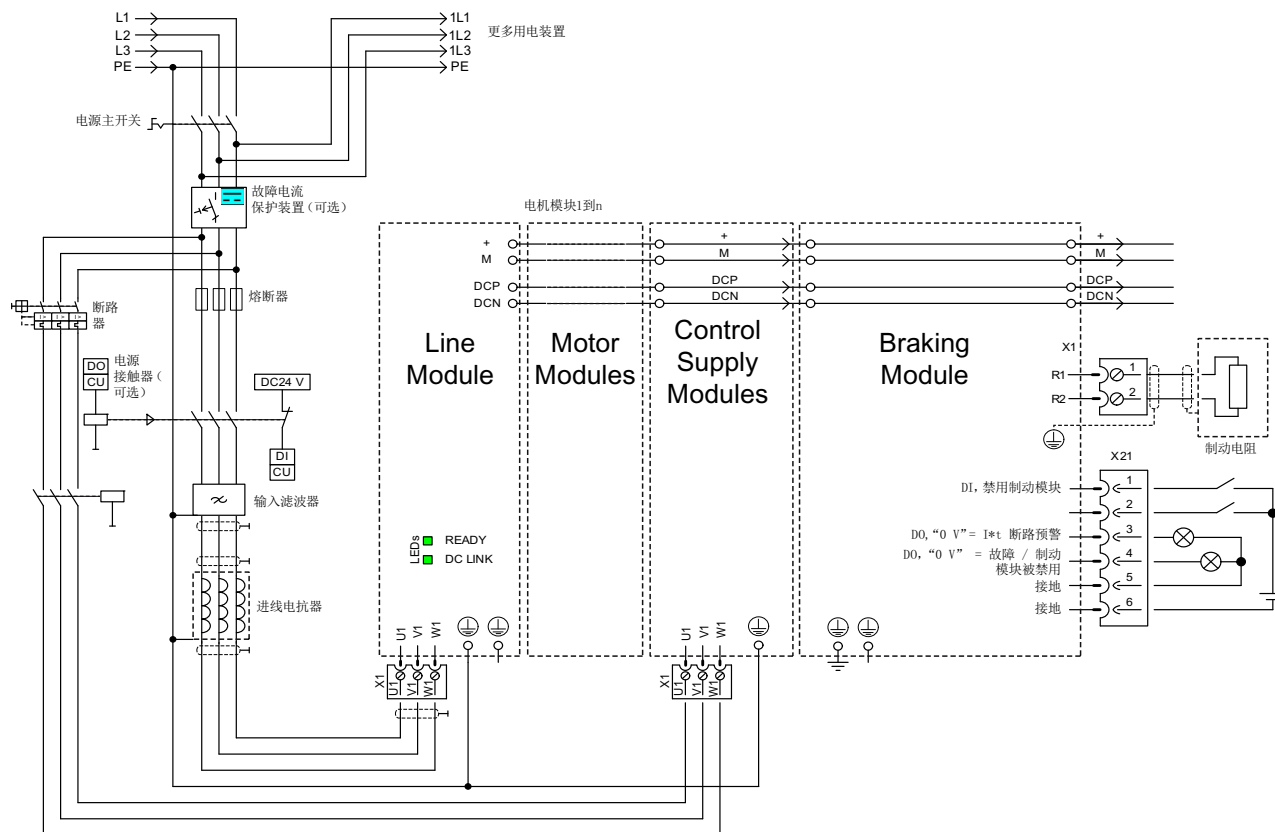 L1
L2
L3
PE
1L1
1L2
1L3
PE
更多用电装置
电源主开关
故障电流
保护装置(可选)
熔断器
断路
器
I>
I>
I>
DO
CU
电源
接触器(
可选)
DC24 V
DI
CU
输入滤波器
进线电抗器
电机模块1到n
+
M
DCP
DCN
+
M
DCP
DCN
+
M
DCP
DCN
Line
Module
Motor
Modules
Control
Supply
Modules
Braking
Module
LEDs
READY
DC LINK
X1
R1
R2
1
2
制动电阻
X21
DI，禁用制动模块
DO,“0 V”= I*t 断路预警
DO，“0 V” = 故障 / 制动
模块被禁用
接地
接地
1
2
3
4
5
6
U1
V1
W1
X1
U1
V1
W1
U1
V1
W1
X1
U1
V1
W1